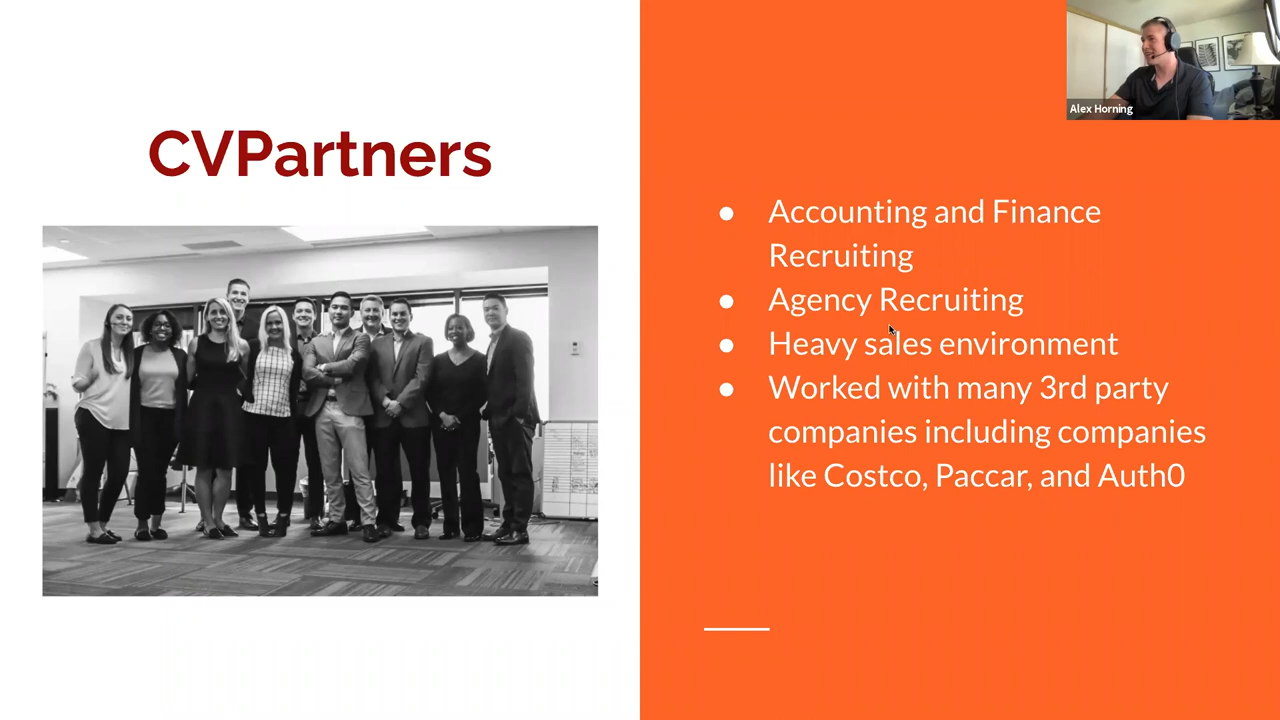 CVPartners
Alex Horning
● Accounting and Finance
Recruiting
● Agency Recruiting
● Heavy sales environment
● Worked with many 3rd party
companies including companies
like Costco, Paccar, and Auth0